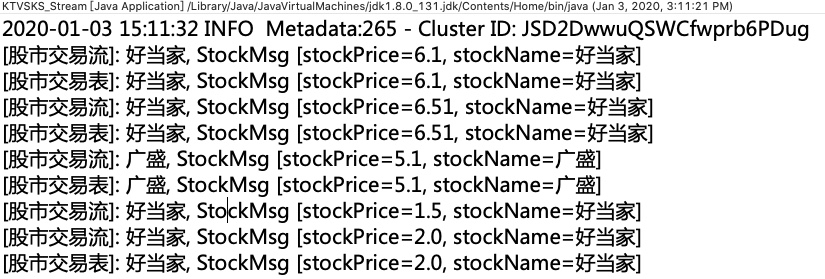 KTVSKS_Stream [Java Application] /Library/Java/JavaVirtualMachines/jdk1.8.0_131.jdk/Contents/Home/bin/java (Jan 3, 2020, 3:11:21 PM)
2020-01-03 15:11:32 INFO  Metadata:265 - Cluster ID: JSD2DwwuQSWCfwprb6PDug
[股市交易流]: 好当家, StockMsg [stockPrice=6.1, stockName=好当家]
[股市交易表]: 好当家, StockMsg [stockPrice=6.1, stockName=好当家]
[股市交易流]: 好当家, StockMsg [stockPrice=6.51, stockName=好当家]
[股市交易表]: 好当家, StockMsg [stockPrice=6.51, stockName=好当家]
[股市交易流]: 广盛, StockMsg [stockPrice=5.1, stockName=广盛]
[股市交易表]: 广盛, StockMsg [stockPrice=5.1, stockName=广盛]
[股市交易流]: 好当家, StockMsg [stockPrice=1.5, stockName=好当家]
[股市交易流]: 好当家, StockMsg [stockPrice=2.0, stockName=好当家]
[股市交易表]: 好当家, StockMsg [stockPrice=2.0, stockName=好当家]